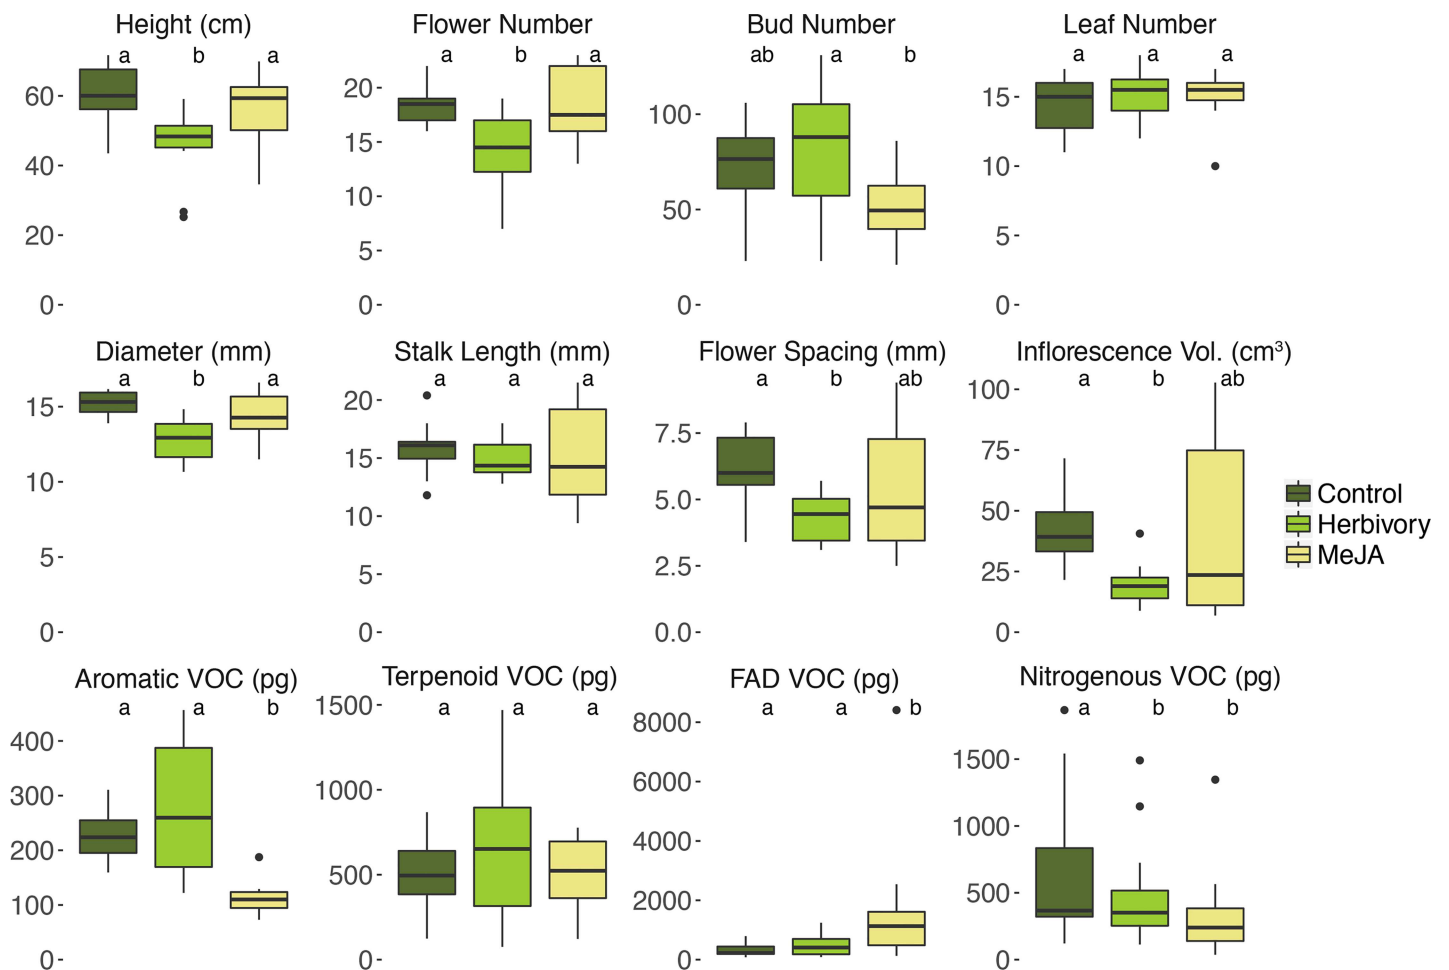 Height (cm)
a b a
60
40
20
0
Flower Number
a b a
20
15
10
5
0
Bud Number
ab a b
100
50
0
Leaf Number
a a a
15
10
5
0
Diameter (mm)
a b a
15
10
5
0
Stalk Length (mm)
a a a
20
15
10
5
0
Flower Spacing (mm)
a b ab
7.5
5.0
2.5
0.0
Inflorescence Vol. (cm³)
a b ab
100
75
50
25
0
Control
Herbivory
MeJA
Aromatic VOC (pg)
a a b
400
300
200
100
0
Terpenoid VOC (pg)
a a a
1500
1000
500
0
FAD VOC (pg)
a a b
8000
6000
4000
2000
0
Nitrogenous VOC (pg)
a b b
1500
1000
500
0